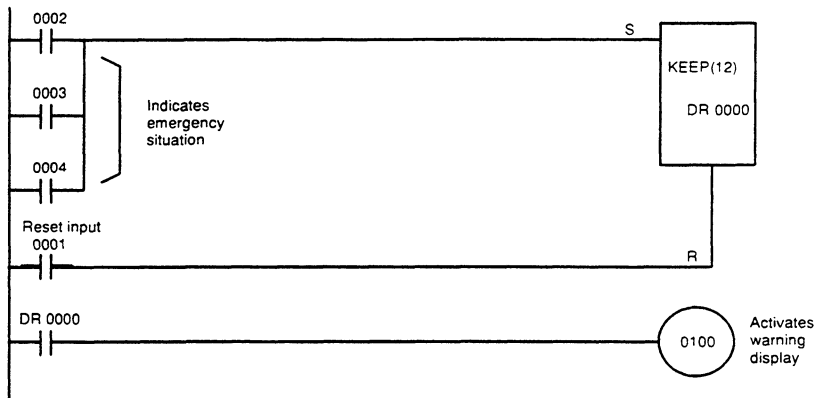 0002
S
KEEP(12)
DR 0000
0003
Indicates
emergency
situation
0004
Reset input
0001
R
DR 0000
0100
Activates
warning
display